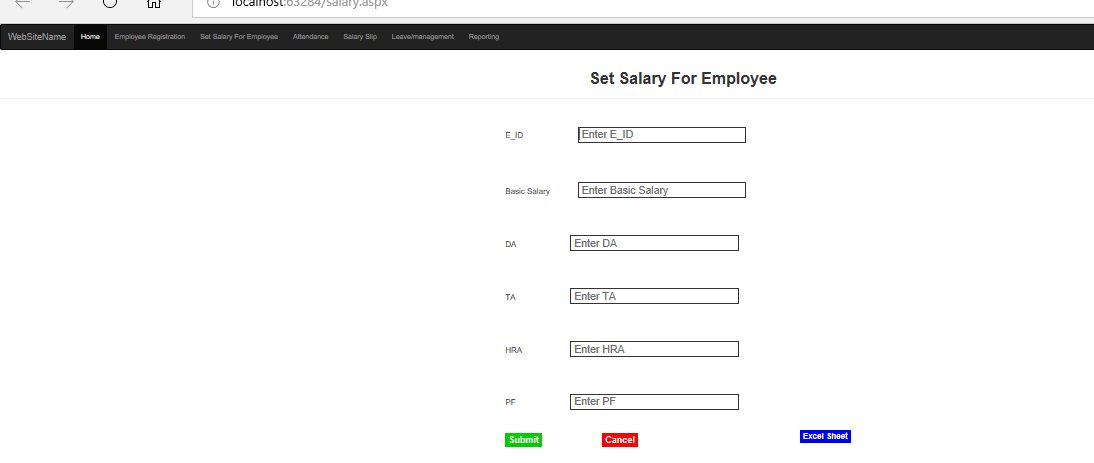 localhost:63284/salary.aspx
WebSiteName Home Employee Registration Set Salary For Employee Attendance Salary Slip Leave/management Reporting
Set Salary For Employee
E_ID Enter E_ID
Basic Salary Enter Basic Salary
DA Enter DA
TA Enter TA
HRA Enter HRA
PF Enter PF
Submit Cancel Excel Sheet